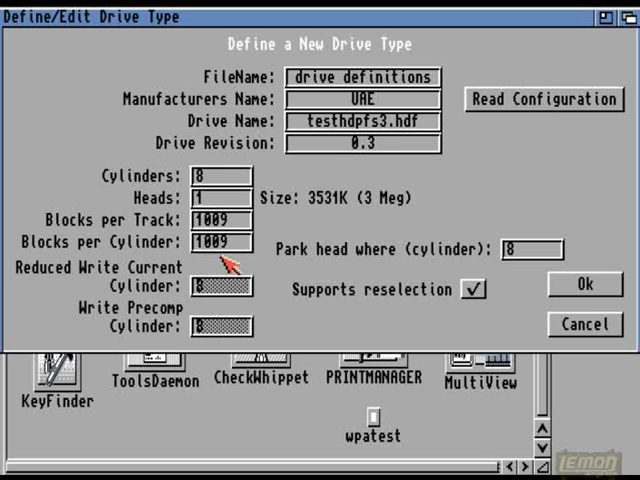 Define/Edit Drive Type
Define a New Drive Type
FileName: drive definitions
Manufacturers Name: UAE Read Configuration
Drive Name: testhdpfs3.hdf
Drive Revision: 0.3
Cylinders: 8
Heads: 1 Size: 3531K (3 Meg)
Blocks per Track: 1009
Blocks per Cylinder: 1009 Park head where (cylinder): 8
Reduced Write Current
Cylinder: 8 Supports reselection Ok
Write Precomp
Cylinder: 8 Cancel
KeyFinder ToolsDaemon CheckWhippet PRINTMANAGER MultiView
wpatest
Lemon